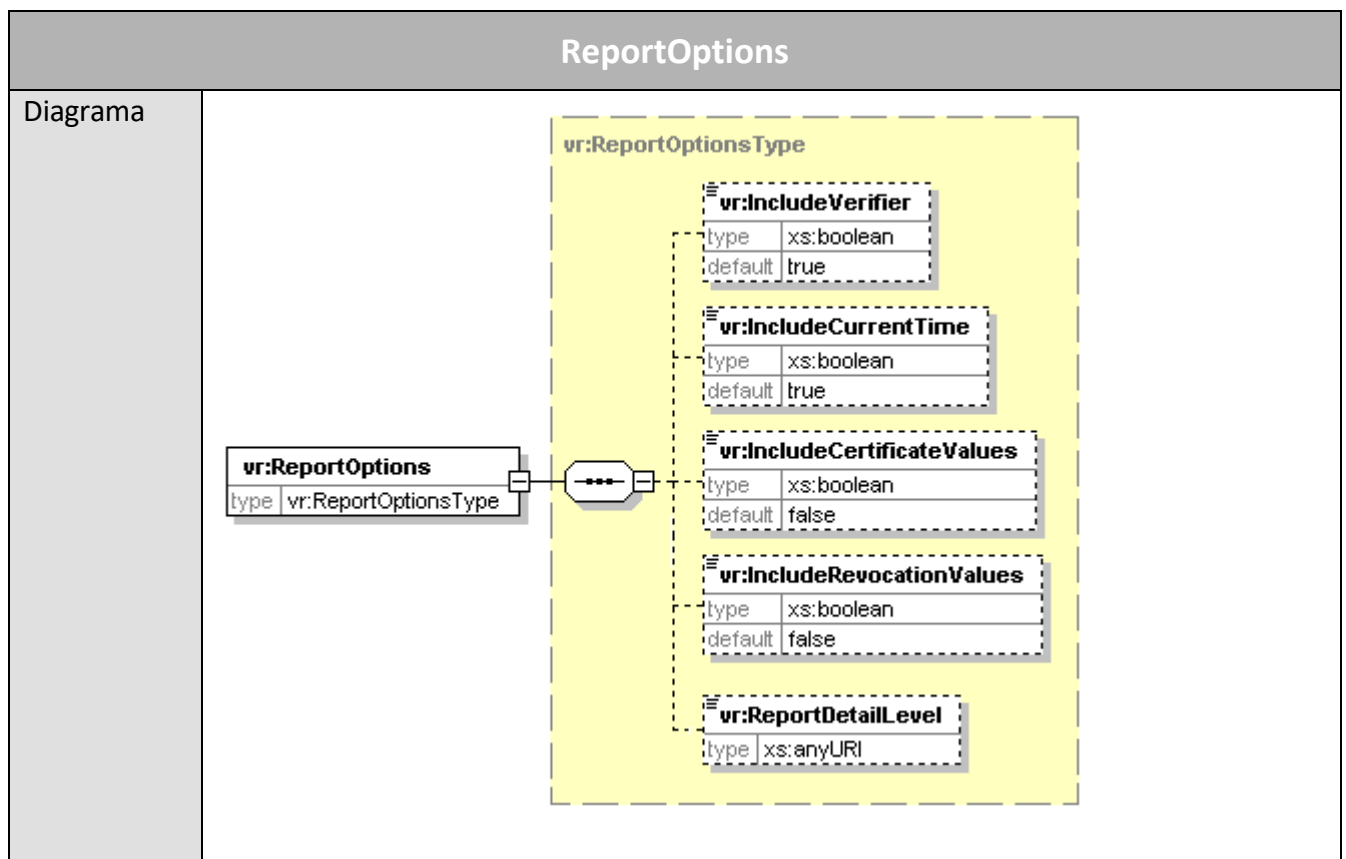 ReportOptions
Diagrama
vr:ReportOptionsType
vr:IncludeVerifier
type xs:boolean
default true
vr:IncludeCurrentTime
type xs:boolean
default true
vr:IncludeCertificateValues
type xs:boolean
default false
vr:ReportOptions
type vr:ReportOptionsType
vr:IncludeRevocationValues
type xs:boolean
default false
vr:ReportDetailLevel
type xs:anyURI